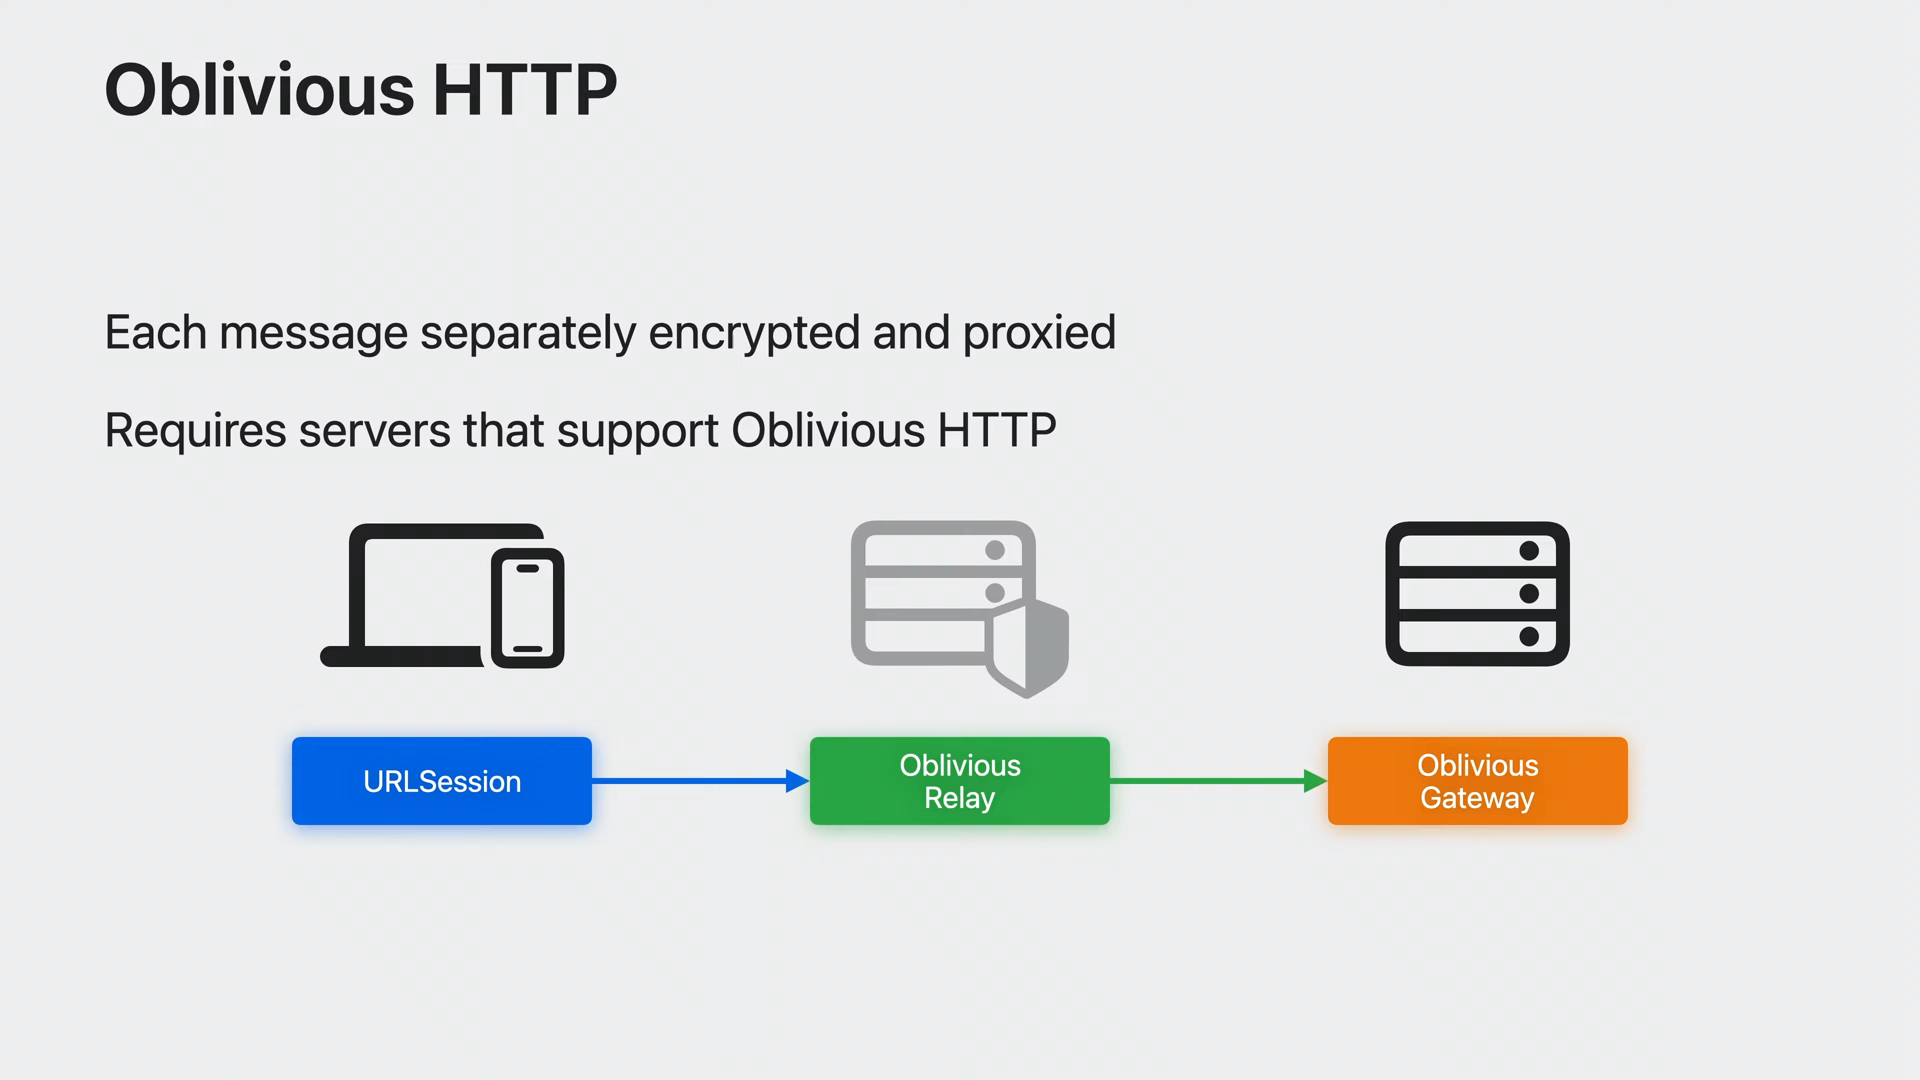 Oblivious HTTP
Each message separately encrypted and proxied
Requires servers that support Oblivious HTTP
URLSession
Oblivious
Relay
Oblivious
Gateway